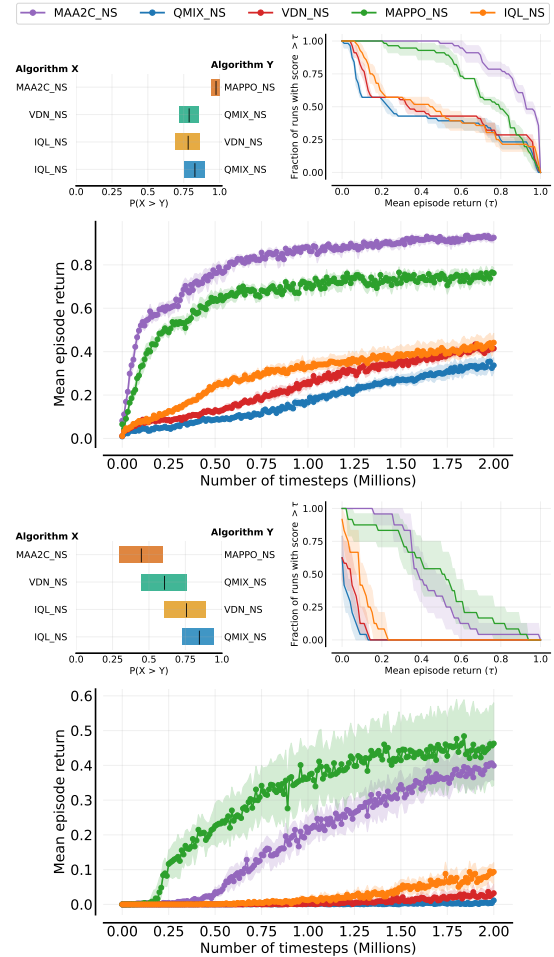 MAA2C_NS QMIX_NS VDN_NS MAPPO_NS IQL_NS
Algorithm X Algorithm Y
MAA2C_NS MAPPO_NS
VDN_NS QMIX_NS
IQL_NS VDN_NS
IQL_NS QMIX_NS
0.0 0.25 0.5 0.75 1.0
P(X > Y)
Fraction of runs with score > τ
1.00
0.75
0.50
0.25
0.00
0.0 0.2 0.4 0.6 0.8 1.0
Mean episode return (τ)
Mean episode return
0.8
0.6
0.4
0.2
0.0
0.00 0.25 0.50 0.75 1.00 1.25 1.50 1.75 2.00
Number of timesteps (Millions)
Algorithm X Algorithm Y
MAA2C_NS MAPPO_NS
VDN_NS QMIX_NS
IQL_NS VDN_NS
IQL_NS QMIX_NS
0.0 0.25 0.5 0.75 1.0
P(X > Y)
Fraction of runs with score > τ
1.00
0.75
0.50
0.25
0.00
0.0 0.2 0.4 0.6 0.8 1.0
Mean episode return (τ)
Mean episode return
0.6
0.5
0.4
0.3
0.2
0.1
0.0
0.00 0.25 0.50 0.75 1.00 1.25 1.50 1.75 2.00
Number of timesteps (Millions)